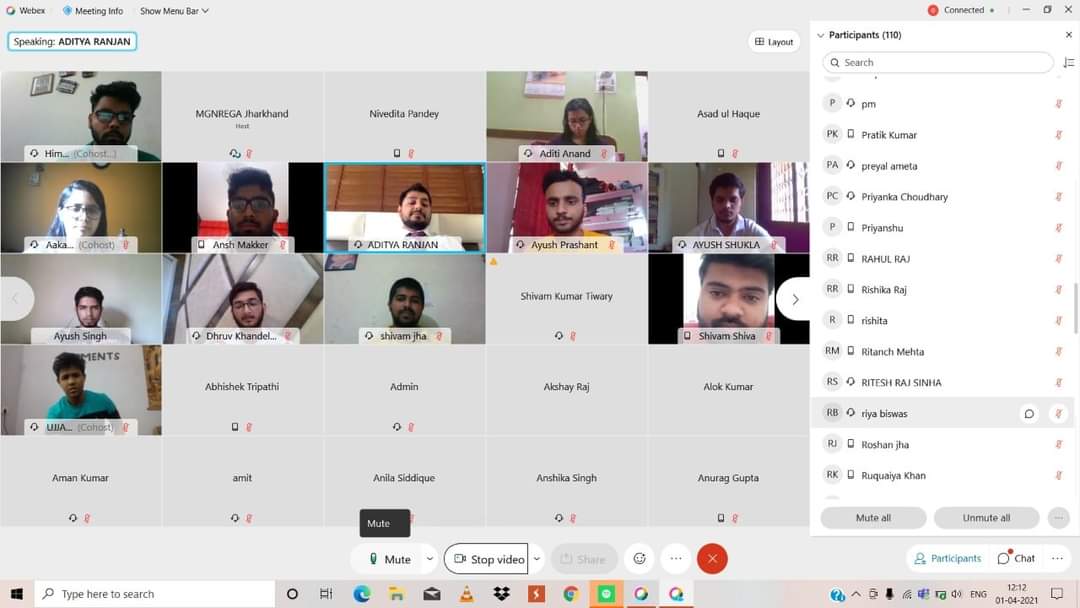 Webex
Meeting Info
Show Menu Bar
Connected
Speaking: ADITYA RANJAN
Layout
Participants (110)
Search
Him... (Cohost...)
MGNREGA Jharkhand
Host
Nivedita Pandey
Aditi Anand
Asad ul Haque
Aaka... (Cohost)
Ansh Makker
ADITYA RANJAN
Ayush Prashant
AYUSH SHUKLA
Ayush Singh
Dhruv Khandel...
shivam jha
Shivam Kumar Tiwary
Shivam Shiva
MENTS
UJJA... (Cohost)
Abhishek Tripathi
Admin
Akshay Raj
Alok Kumar
Aman Kumar
amit
Anila Siddique
Anshika Singh
Anurag Gupta
P pm
PK Pratik Kumar
PA preyal ameta
PC Priyanka Choudhary
P Priyanshu
RR RAHUL RAJ
RR Rishika Raj
R rishita
RM Ritanch Mehta
RS RITESH RAJ SINHA
RB riya biswas
RJ Roshan jha
RK Ruquaiya Khan
Mute all
Unmute all
Mute
Mute
Stop video
Share
Participants
Chat
Type here to search
ENG
12:12
01-04-2021